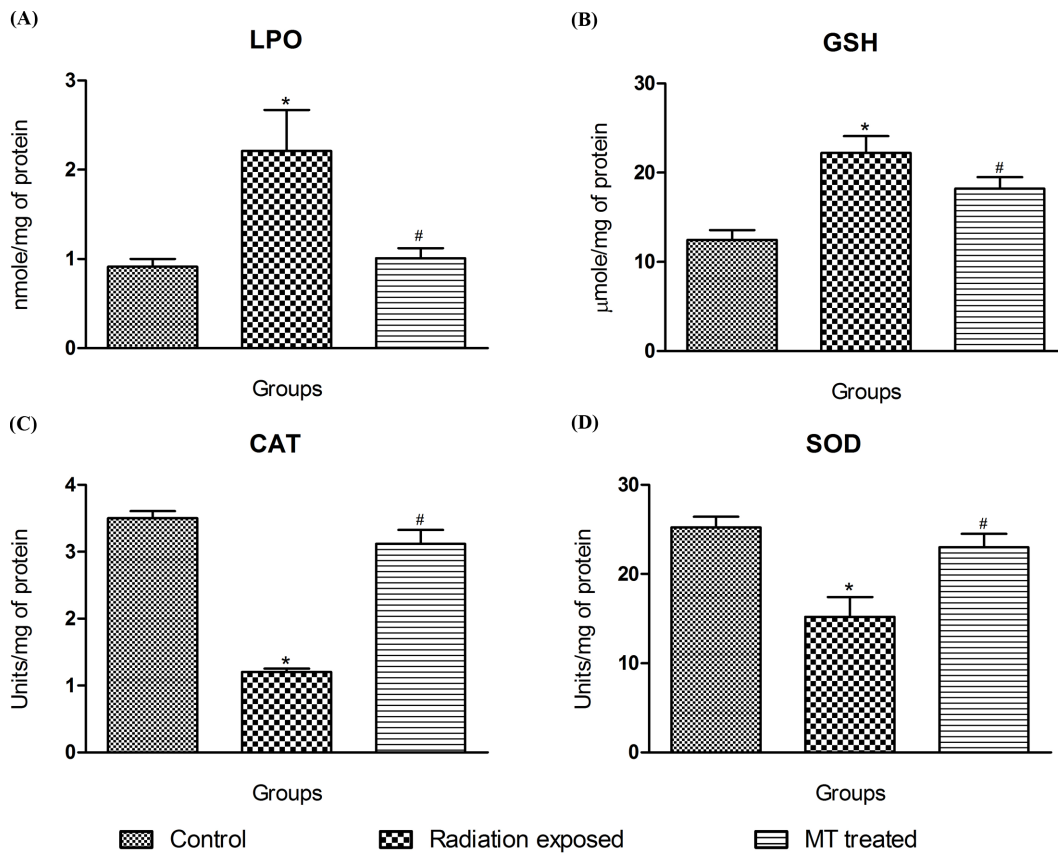 (A)
LPO
nmole/mg of protein
3
2
1
0
*
#
Groups
(B)
GSH
μmole/mg of protein
30
20
10
0
*
#
Groups
(C)
CAT
Units/mg of protein
4
3
2
1
0
*
#
Groups
(D)
SOD
Units/mg of protein
30
20
10
0
*
#
Groups
Control
Radiation exposed
MT treated